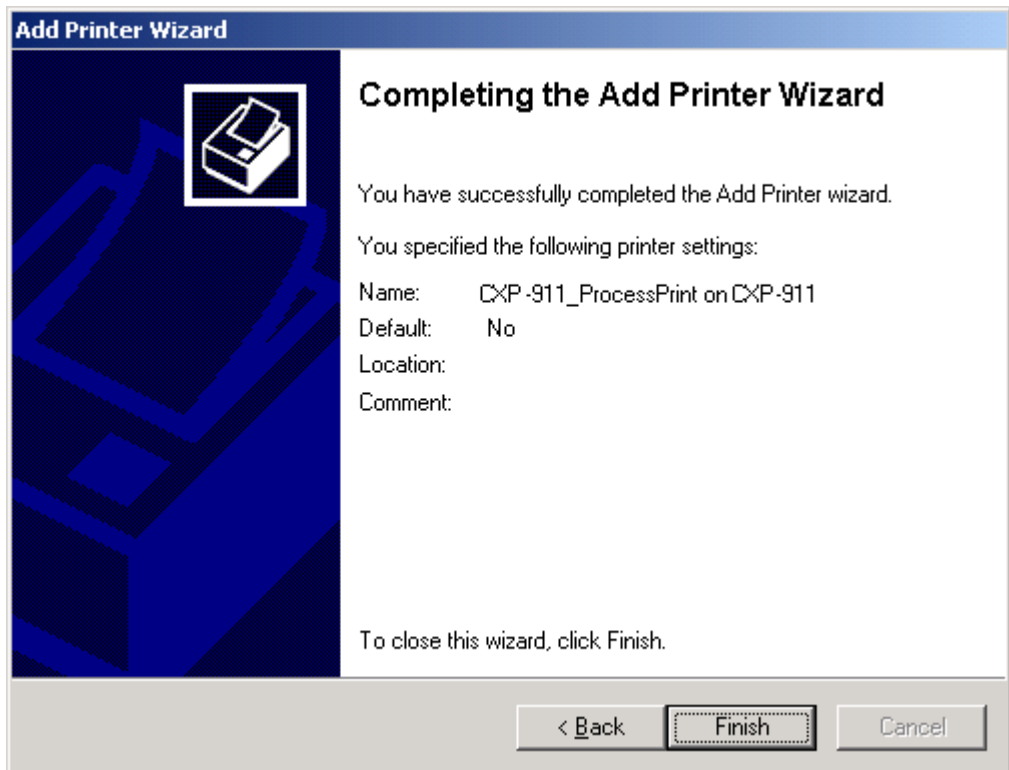 Add Printer Wizard
Completing the Add Printer Wizard
You have successfully completed the Add Printer wizard.
You specified the following printer settings:
Name: CXP-911_ProcessPrint on CXP-911
Default: No
Location:
Comment:
To close this wizard, click Finish.
< Back Finish Cancel